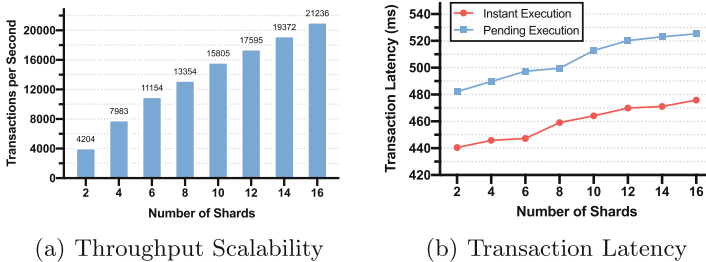 Transactions per Second
20000
16000
12000
8000
4000
0
4204
7983
11154
13354
15805
17595
19372
21236
2 4 6 8 10 12 14 16
Number of Shards
(a) Throughput Scalability
Transaction Latency (ms)
540
520
500
480
460
440
420
Instant Execution
Pending Execution
2 4 6 8 10 12 14 16
Number of Shards
(b) Transaction Latency